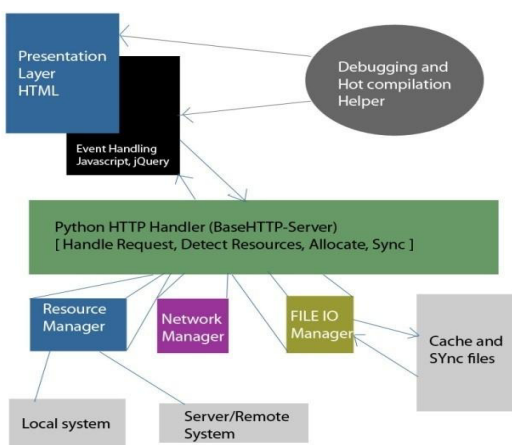 Presentation
Layer
HTML
Debugging and
Hot compilation
Helper
Event Handling
Javascript, jQuery
Python HTTP Handler (BaseHTTP-Server)
[ Handle Request, Detect Resources, Allocate, Sync ]
Resource
Manager
Network
Manager
FILE IO
Manager
Cache and
SYnc files
Local system
Server/Remote
System